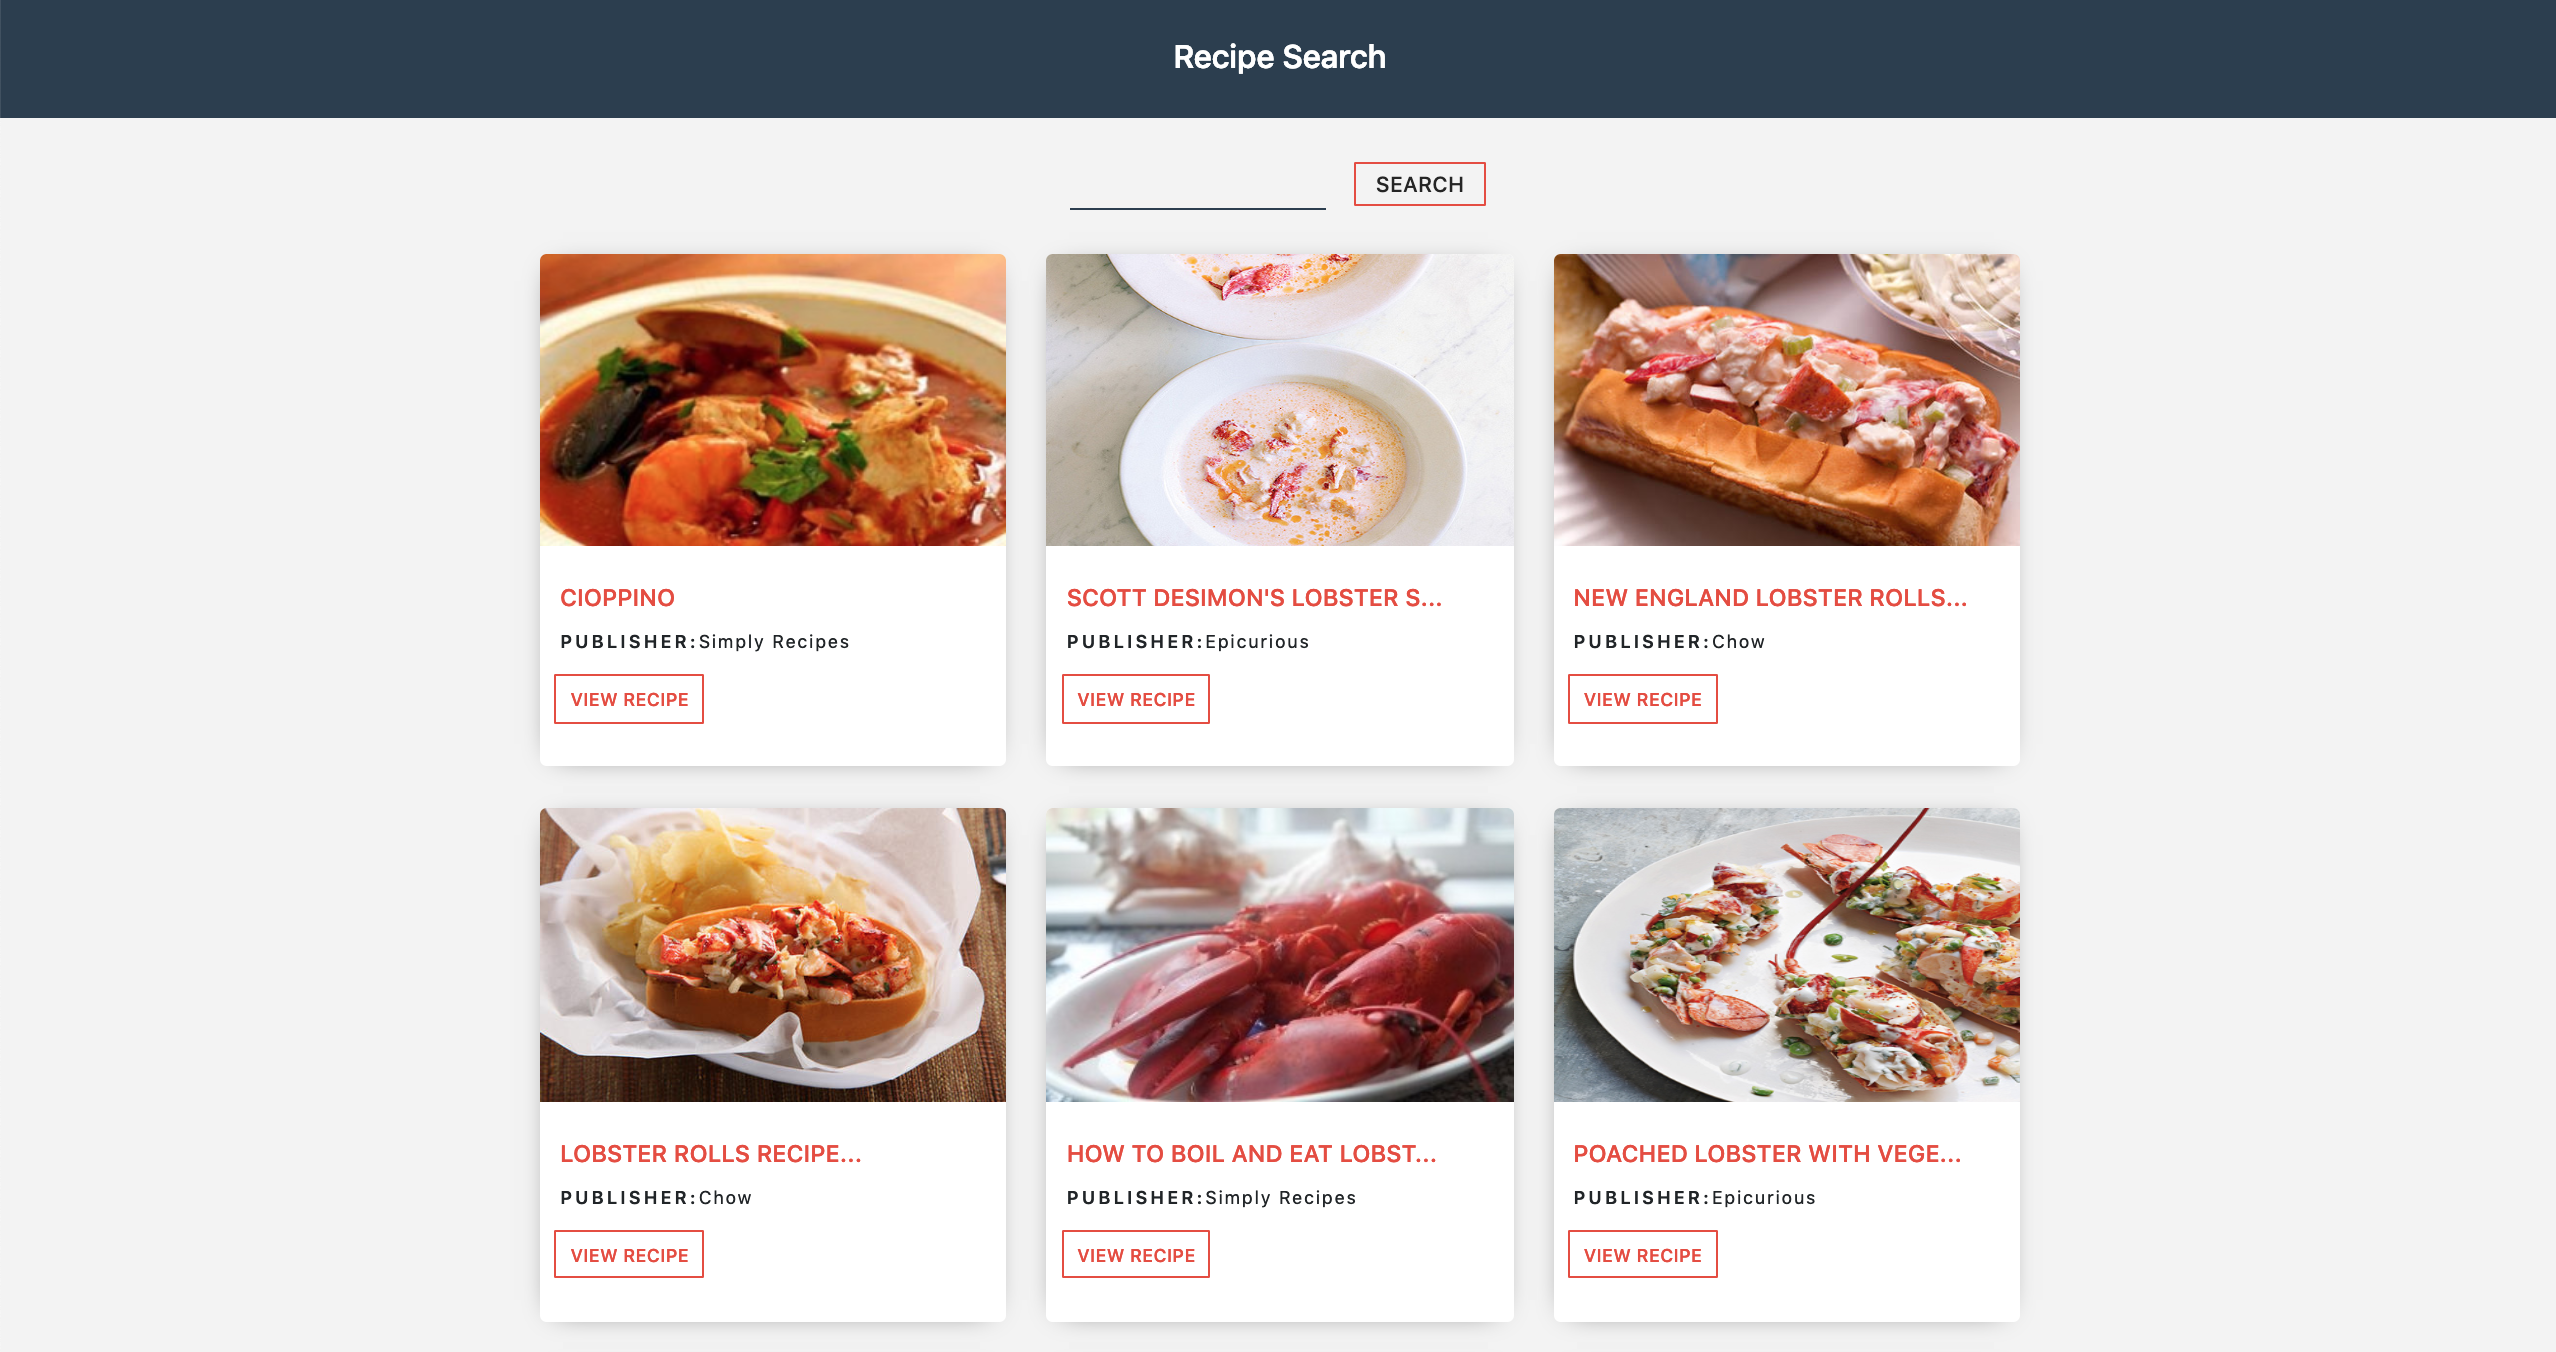 Recipe Search
SEARCH
CIOPPINO
PUBLISHER:Simply Recipes
VIEW RECIPE
SCOTT DESIMON'S LOBSTER S...
PUBLISHER:Epicurious
VIEW RECIPE
NEW ENGLAND LOBSTER ROLLS...
PUBLISHER:Chow
VIEW RECIPE
LOBSTER ROLLS RECIPE...
PUBLISHER:Chow
VIEW RECIPE
HOW TO BOIL AND EAT LOBST...
PUBLISHER:Simply Recipes
VIEW RECIPE
POACHED LOBSTER WITH VEGE...
PUBLISHER:Epicurious
VIEW RECIPE